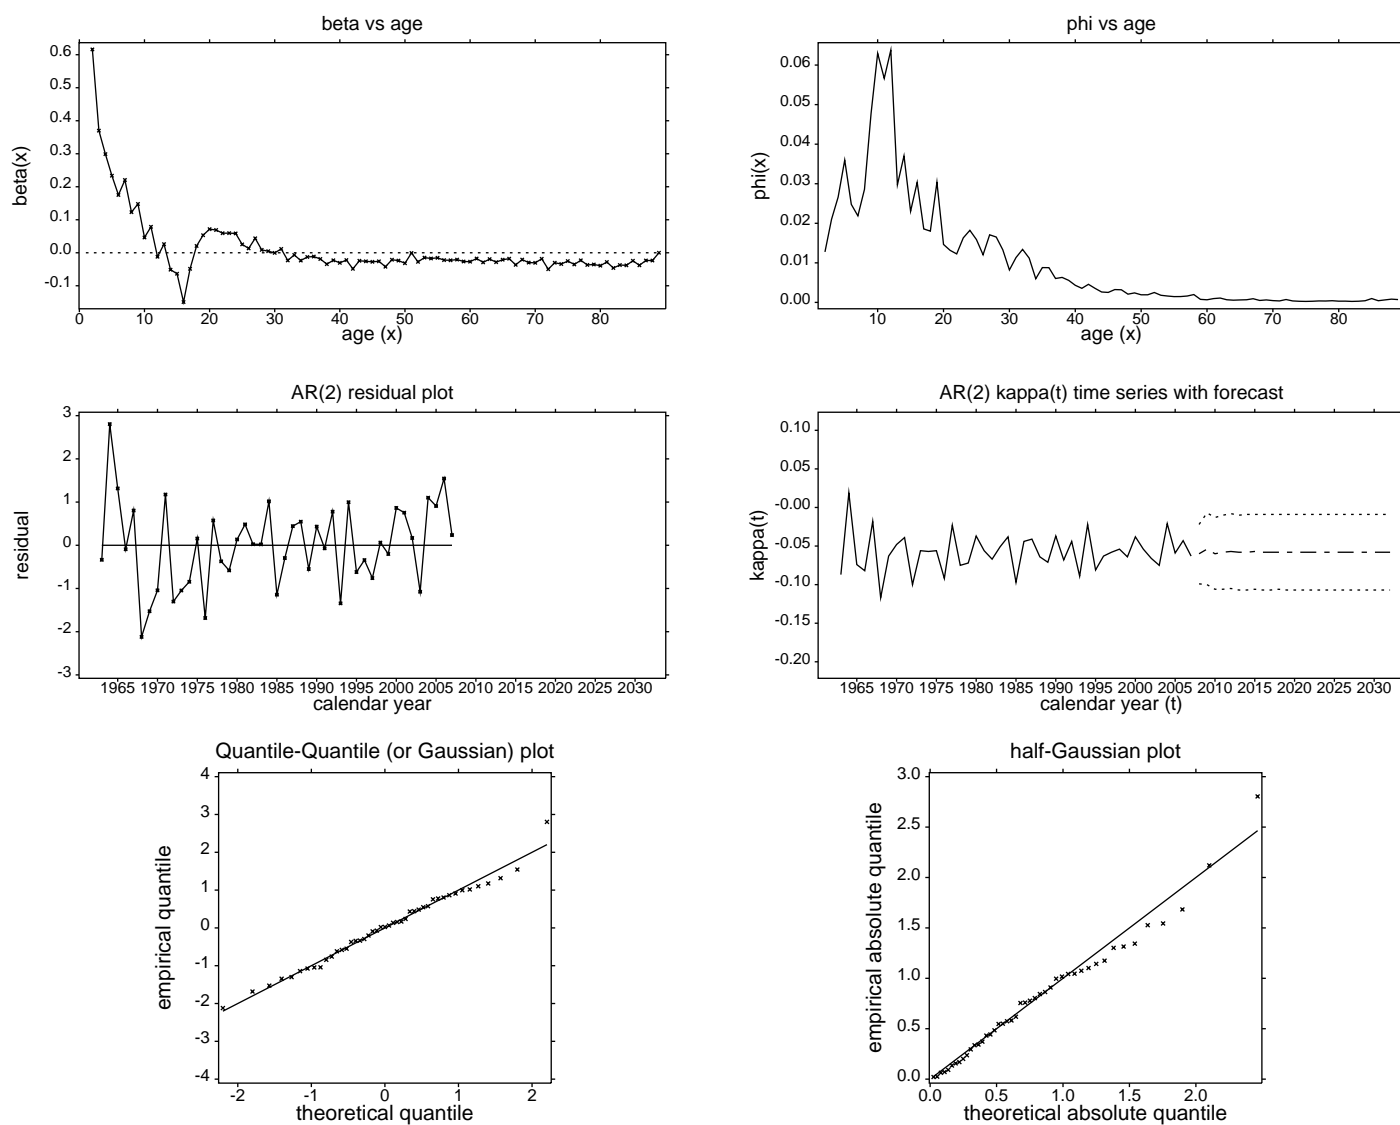 beta vs age
0.6
0.5
0.4
0.3
0.2
0.1
0.0
-0.1
beta(x)
0 10 20 30 40 50 60 70 80
age (x)
phi vs age
0.06
0.05
0.04
0.03
0.02
0.01
0.00
phi(x)
10 20 30 40 50 60 70 80
age (x)
AR(2) residual plot
3
2
1
0
-1
-2
-3
residual
1965 1970 1975 1980 1985 1990 1995 2000 2005 2010 2015 2020 2025 2030
calendar year
AR(2) kappa(t) time series with forecast
0.10
0.05
-0.00
-0.05
-0.10
-0.15
-0.20
kappa(t)
1965 1970 1975 1980 1985 1990 1995 2000 2005 2010 2015 2020 2025 2030
calendar year (t)
Quantile-Quantile (or Gaussian) plot
4
3
2
1
0
-1
-2
-3
-4
empirical quantile
-2 -1 0 1 2
theoretical quantile
half-Gaussian plot
3.0
2.5
2.0
1.5
1.0
0.5
0.0
empirical absolute quantile
0.0 0.5 1.0 1.5 2.0
theoretical absolute quantile